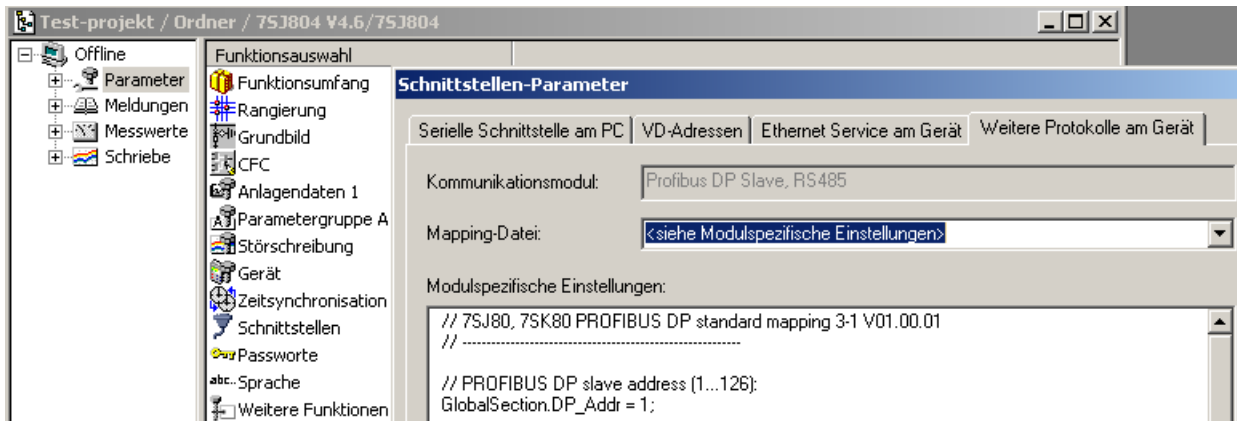 Test-projekt / Ordner / 7SJ804 V4.6/7SJ804
Offline
Parameter
Meldungen
Messwerte
Schriebe
Funktionsauswahl
Funktionsumfang
Rangierung
Grundbild
CFC
Anlagendaten 1
Parametergruppe A
Störschreibung
Gerät
Zeitsynchronisation
Schnittstellen
Passworte
abc.. Sprache
Weitere Funktionen
Schnittstellen-Parameter
Serielle Schnittstelle am PC
VD-Adressen
Ethernet Service am Gerät
Weitere Protokolle am Gerät
Kommunikationsmodul:
Profibus DP Slave, RS485
Mapping-Datei:
<siehe Modulspezifische Einstellungen>
Modulspezifische Einstellungen:
// 7SJ80, 7SK80 PROFIBUS DP standard mapping 3-1 V01.00.01
// ----------------------------------------------------------
// PROFIBUS DP slave address (1...126):
GlobalSection.DP_Addr = 1;